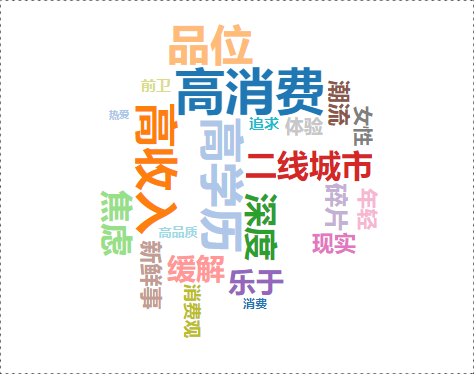 品位
前卫
高消费
潮流
热爱
高收入
追求
体验
女性
高学历
二线城市
焦虑
深度
碎片
年轻
高品质
现实
新鲜事
缓解
乐于
消费观
消费